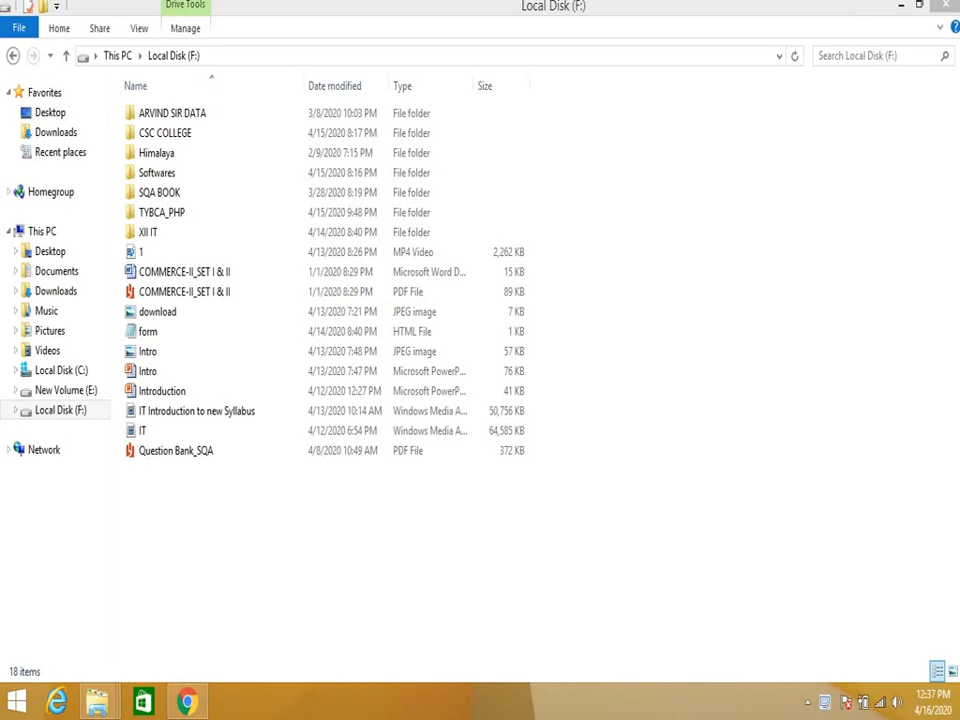 Drive Tools
Local Disk (F:)
File Home Share View Manage
This PC Local Disk (F:) Search Local Disk (F:)
Name Date modified Type Size
Favorites
Desktop
Downloads
Recent places
Homegroup
This PC
Desktop
Documents
Downloads
Music
Pictures
Videos
Local Disk (C:)
New Volume (E:)
Local Disk (F:)
Network
ARVIND SIR DATA 3/8/2020 10:03 PM File folder
CSC COLLEGE 4/15/2020 8:17 PM File folder
Himalaya 2/9/2020 7:15 PM File folder
Softwares 4/15/2020 8:16 PM File folder
SQA BOOK 3/28/2020 8:19 PM File folder
TYBCA_PHP 4/15/2020 9:48 PM File folder
XII IT 4/14/2020 8:40 PM File folder
1 4/13/2020 8:26 PM MP4 Video 2,262 KB
COMMERCE-II_SET I & II 1/1/2020 8:29 PM Microsoft Word D... 15 KB
COMMERCE-II_SET I & II 1/1/2020 8:29 PM PDF File 89 KB
download 4/13/2020 7:21 PM JPEG image 7 KB
form 4/14/2020 8:40 PM HTML File 1 KB
Intro 4/13/2020 7:48 PM JPEG image 57 KB
Intro 4/13/2020 7:47 PM Microsoft PowerP... 76 KB
Introduction 4/12/2020 12:27 PM Microsoft PowerP... 41 KB
IT Introduction to new Syllabus 4/13/2020 10:14 AM Windows Media A... 50,756 KB
IT 4/12/2020 6:54 PM Windows Media A... 64,585 KB
Question Bank_SQA 4/8/2020 10:49 AM PDF File 372 KB
18 items
12:37 PM
4/16/2020